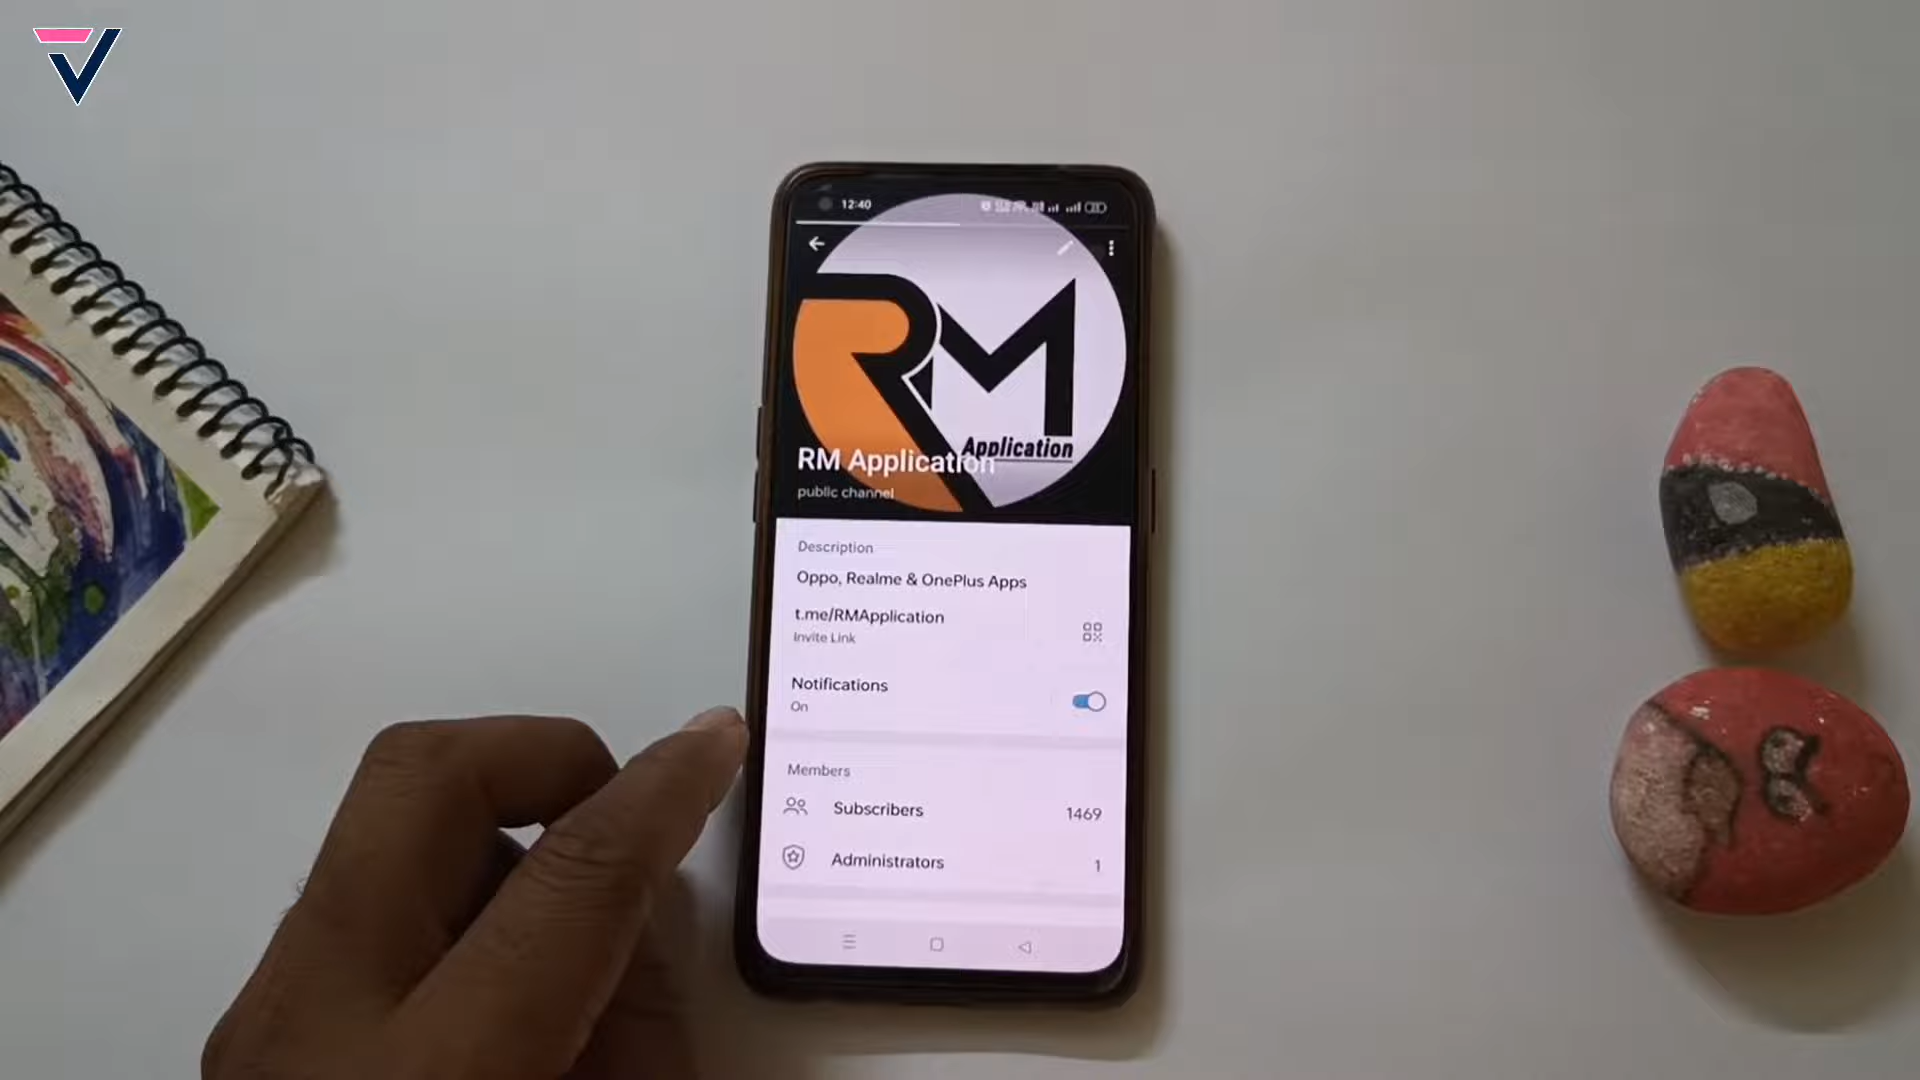 12:40
RM
Application
RM Application
public channel
Description
Oppo, Realme & OnePlus Apps
t.me/RMApplication
Invite Link
Notifications
On
Members
Subscribers 1469
Administrators 1